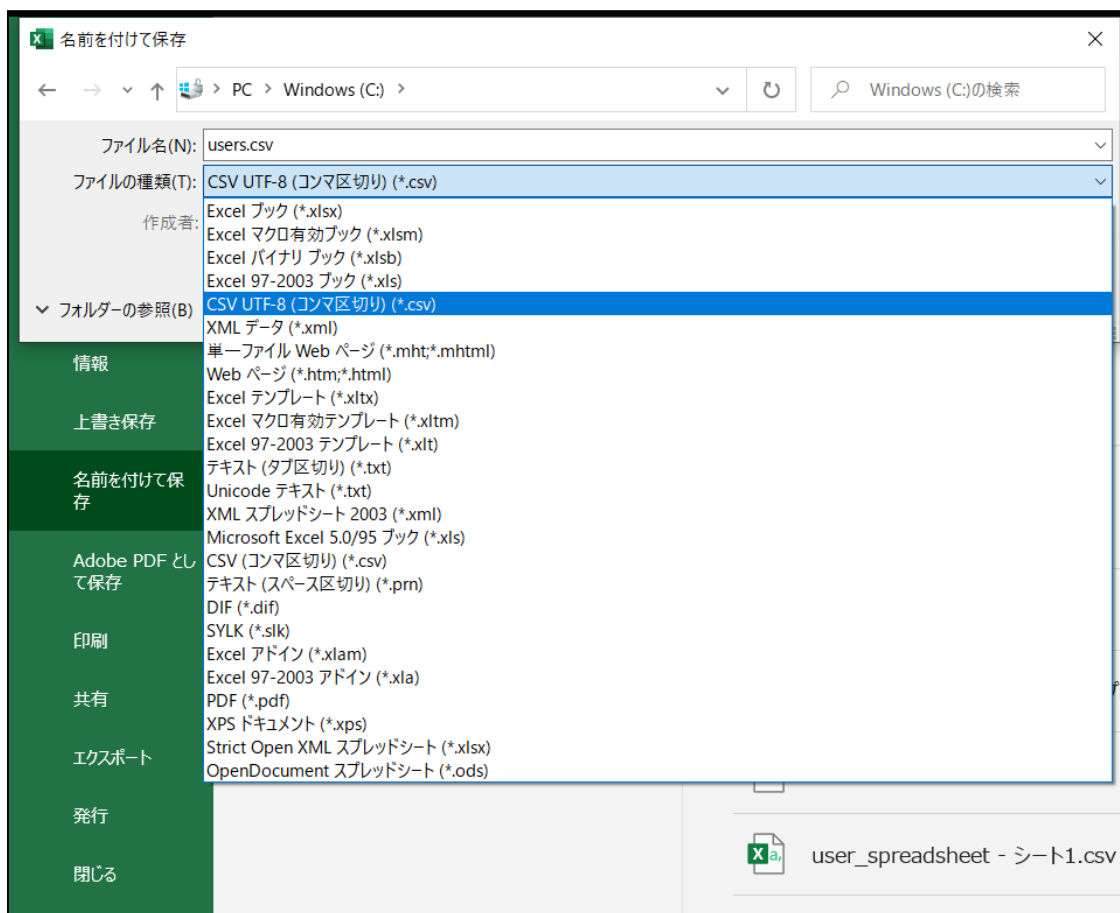 名前を付けて保存
PC > Windows (C:) >
Windows (C:)の検索
ファイル名(N): users.csv
ファイルの種類(T): CSV UTF-8 (コンマ区切り) (*.csv)
作成者:
Excel ブック (*.xlsx)
Excel マクロ有効ブック (*.xlsm)
Excel バイナリ ブック (*.xlsb)
Excel 97-2003 ブック (*.xls)
CSV UTF-8 (コンマ区切り) (*.csv)
XML データ (*.xml)
単一ファイル Web ページ (*.mht;*.mhtml)
Web ページ (*.htm;*.html)
Excel テンプレート (*.xltx)
Excel マクロ有効テンプレート (*.xltm)
Excel 97-2003 テンプレート (*.xlt)
テキスト (タブ区切り) (*.txt)
Unicode テキスト (*.txt)
XML スプレッドシート 2003 (*.xml)
Microsoft Excel 5.0/95 ブック (*.xls)
CSV (コンマ区切り) (*.csv)
テキスト (スペース区切り) (*.prn)
DIF (*.dif)
SYLK (*.slk)
Excel アドイン (*.xlam)
Excel 97-2003 アドイン (*.xla)
PDF (*.pdf)
XPS ドキュメント (*.xps)
Strict Open XML スプレッドシート (*.xlsx)
OpenDocument スプレッドシート (*.ods)
フォルダーの参照(B)
情報
上書き保存
名前を付けて保
存
Adobe PDF とし
て保存
印刷
共有
エクスポート
発行
閉じる
user_spreadsheet - シート1.csv